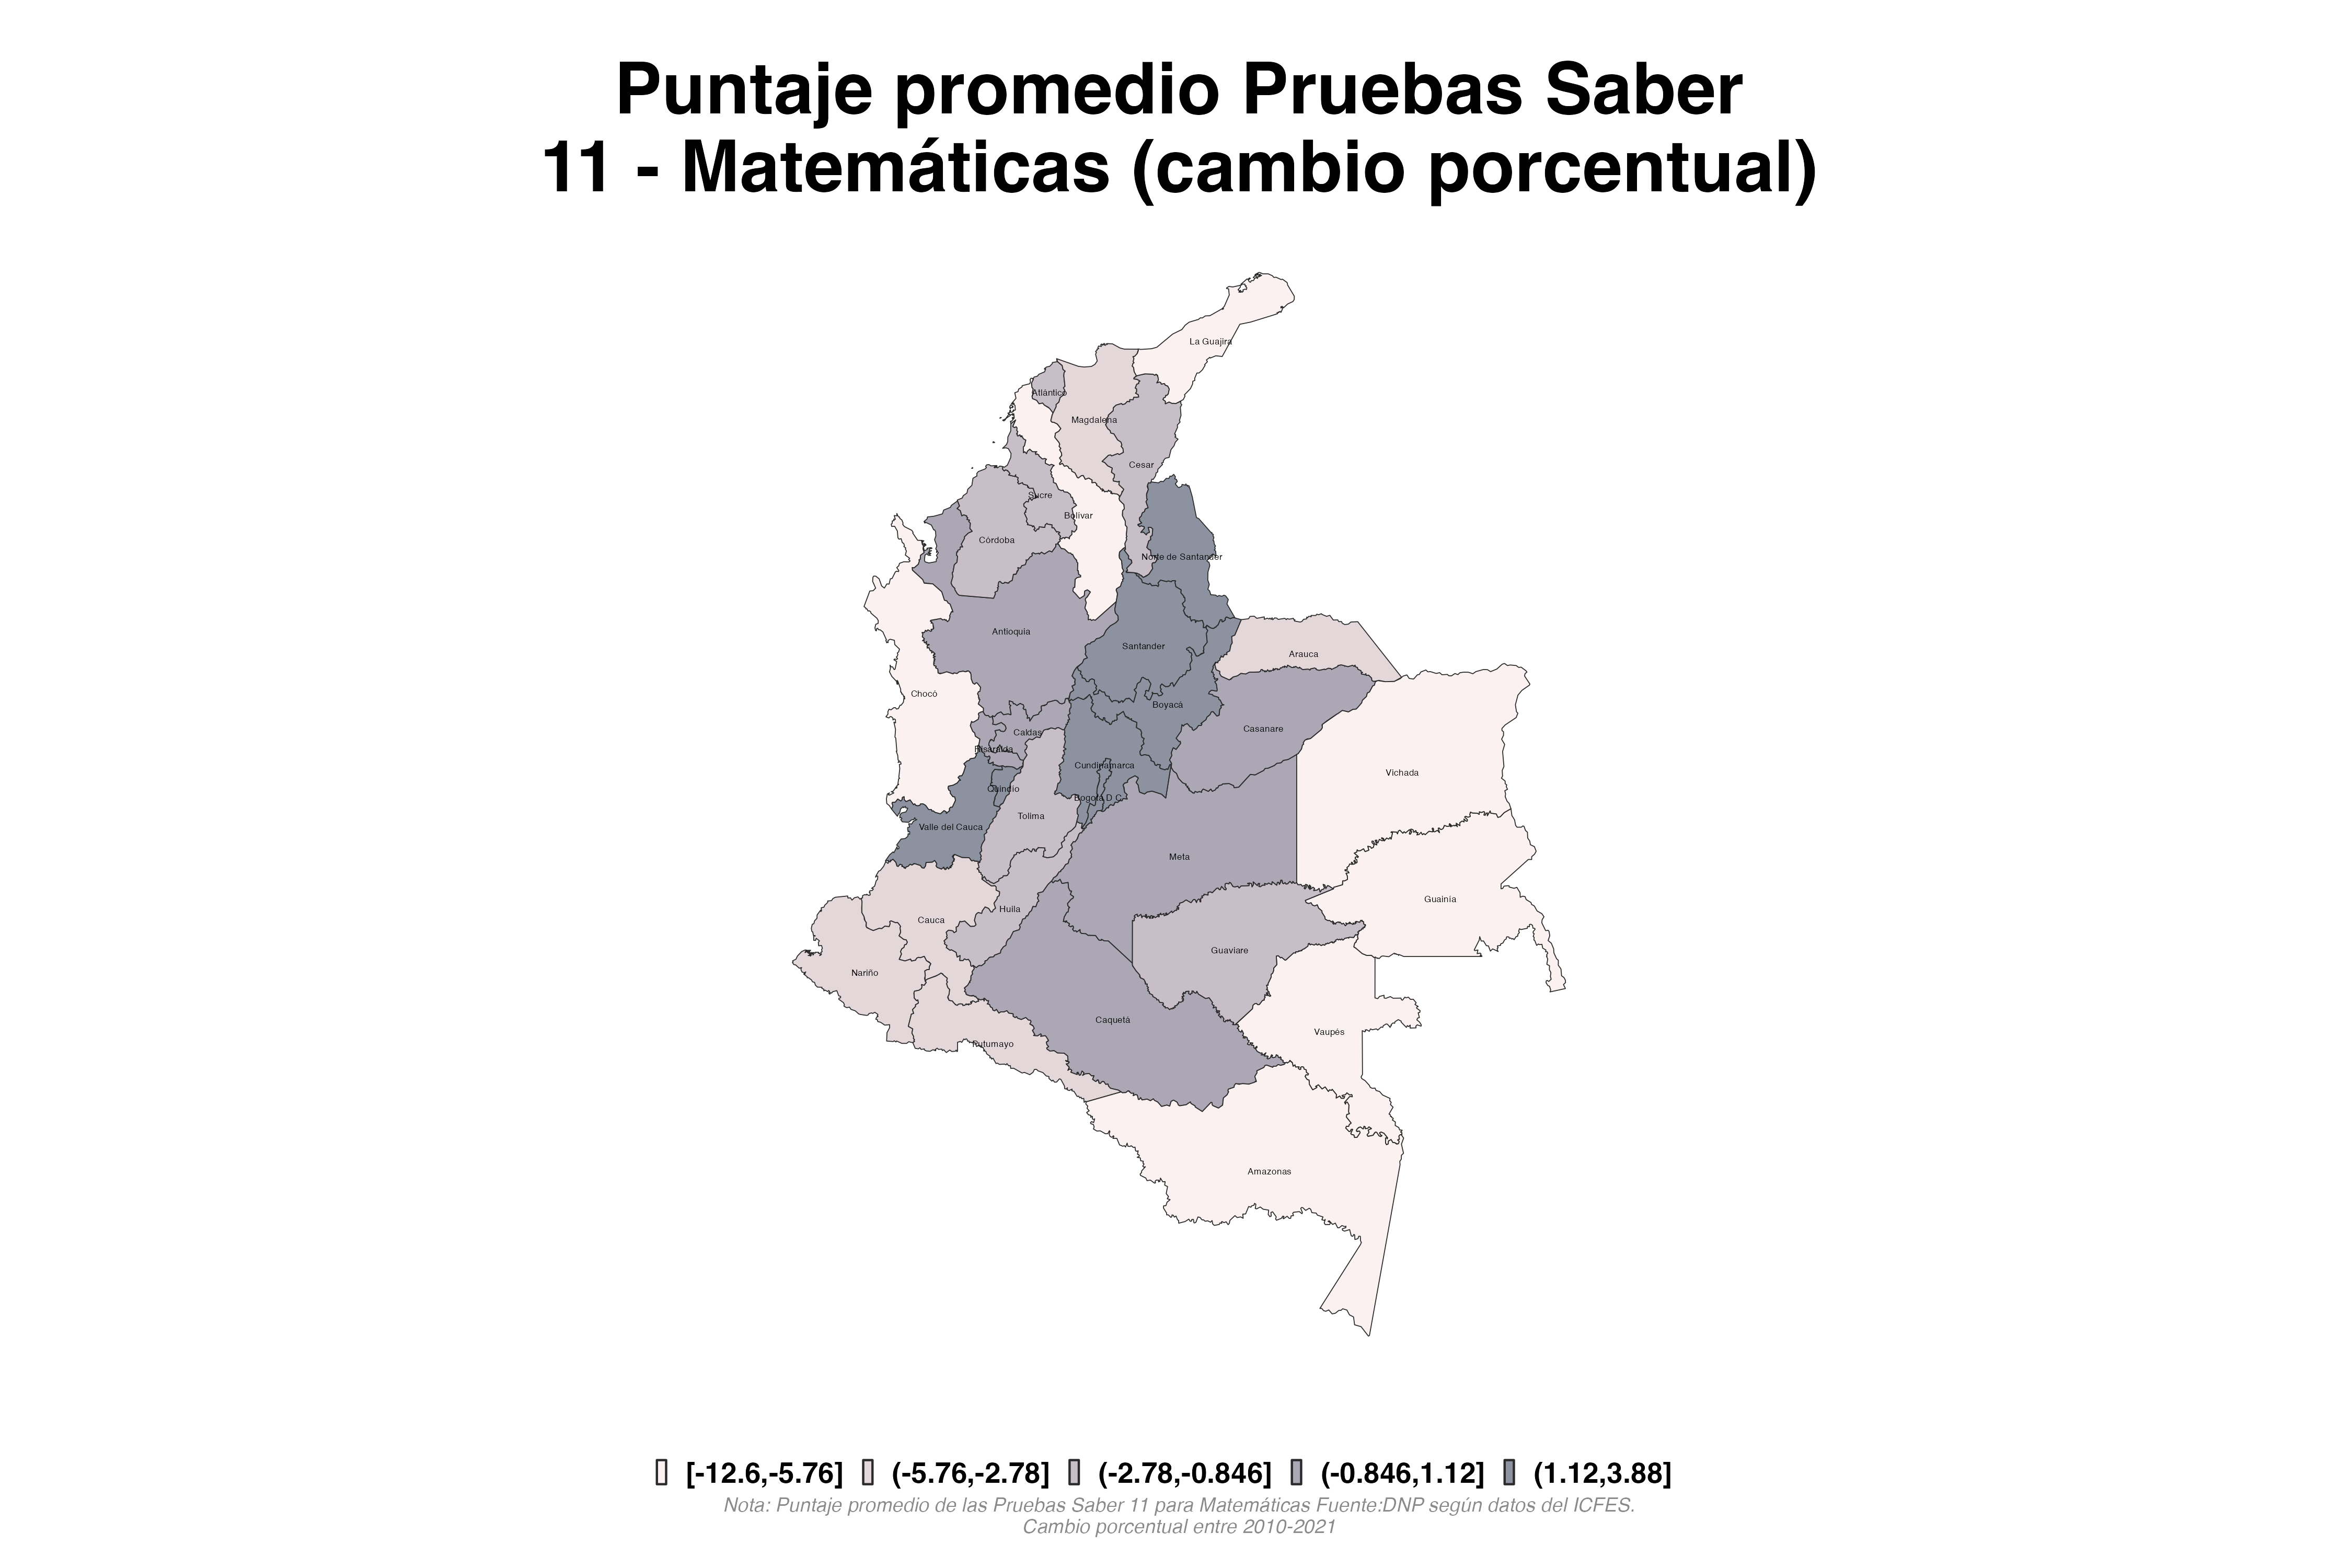 Puntaje promedio Pruebas Saber
11 - Matemáticas (cambio porcentual)
La Guajira
Atlántico
Magdalena
Cesar
Sucre
Bolívar
Córdoba
Norte de Santander
Antioquia
Santander
Arauca
Chocó
Boyacá
Casanare
Caldas
Risaralda
Cundinamarca
Vichada
Quindío
Bogotá D.C.
Tolima
Valle del Cauca
Meta
Guainía
Huila
Cauca
Guaviare
Nariño
Caquetá
Vaupés
Putumayo
Amazonas
[-12.6,-5.76] (-5.76,-2.78] (-2.78,-0.846] (-0.846,1.12] (1.12,3.88]
Nota: Puntaje promedio de las Pruebas Saber 11 para Matemáticas Fuente:DNP según datos del ICFES.
Cambio porcentual entre 2010-2021